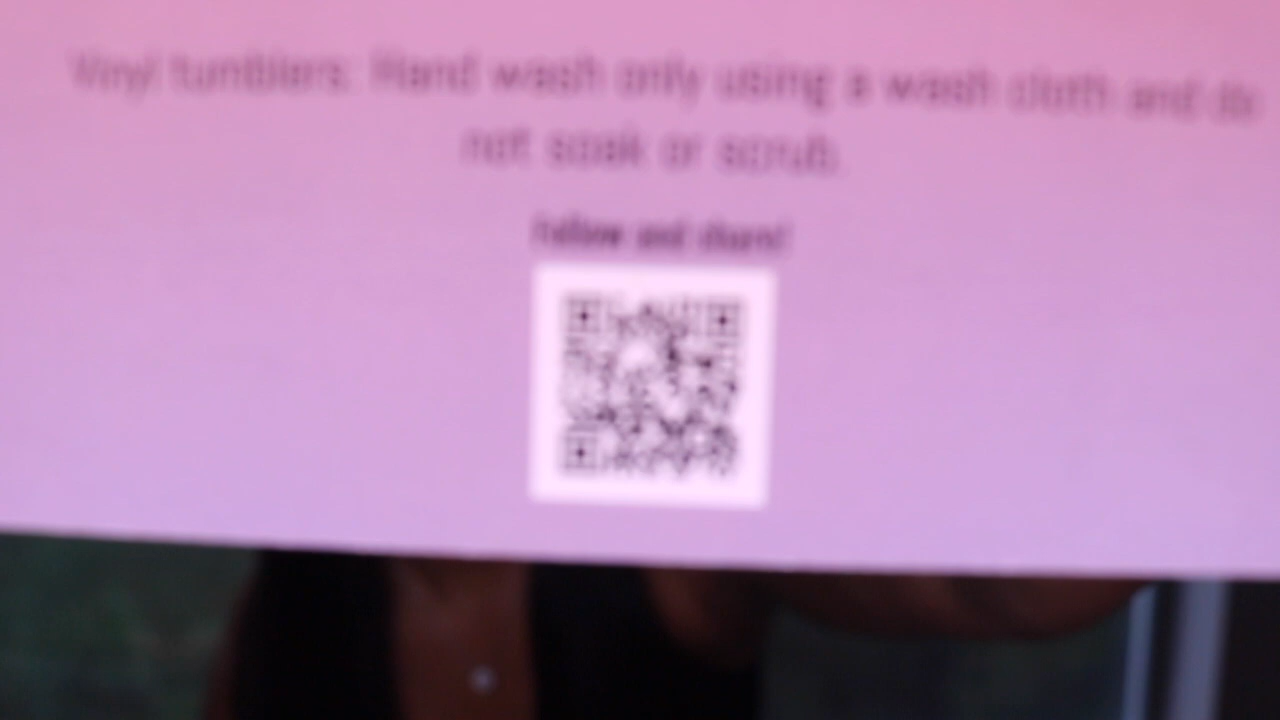 Vinyl tumblers: Hand wash only using a wash cloth and do
not soak or scrub.
Follow and share!